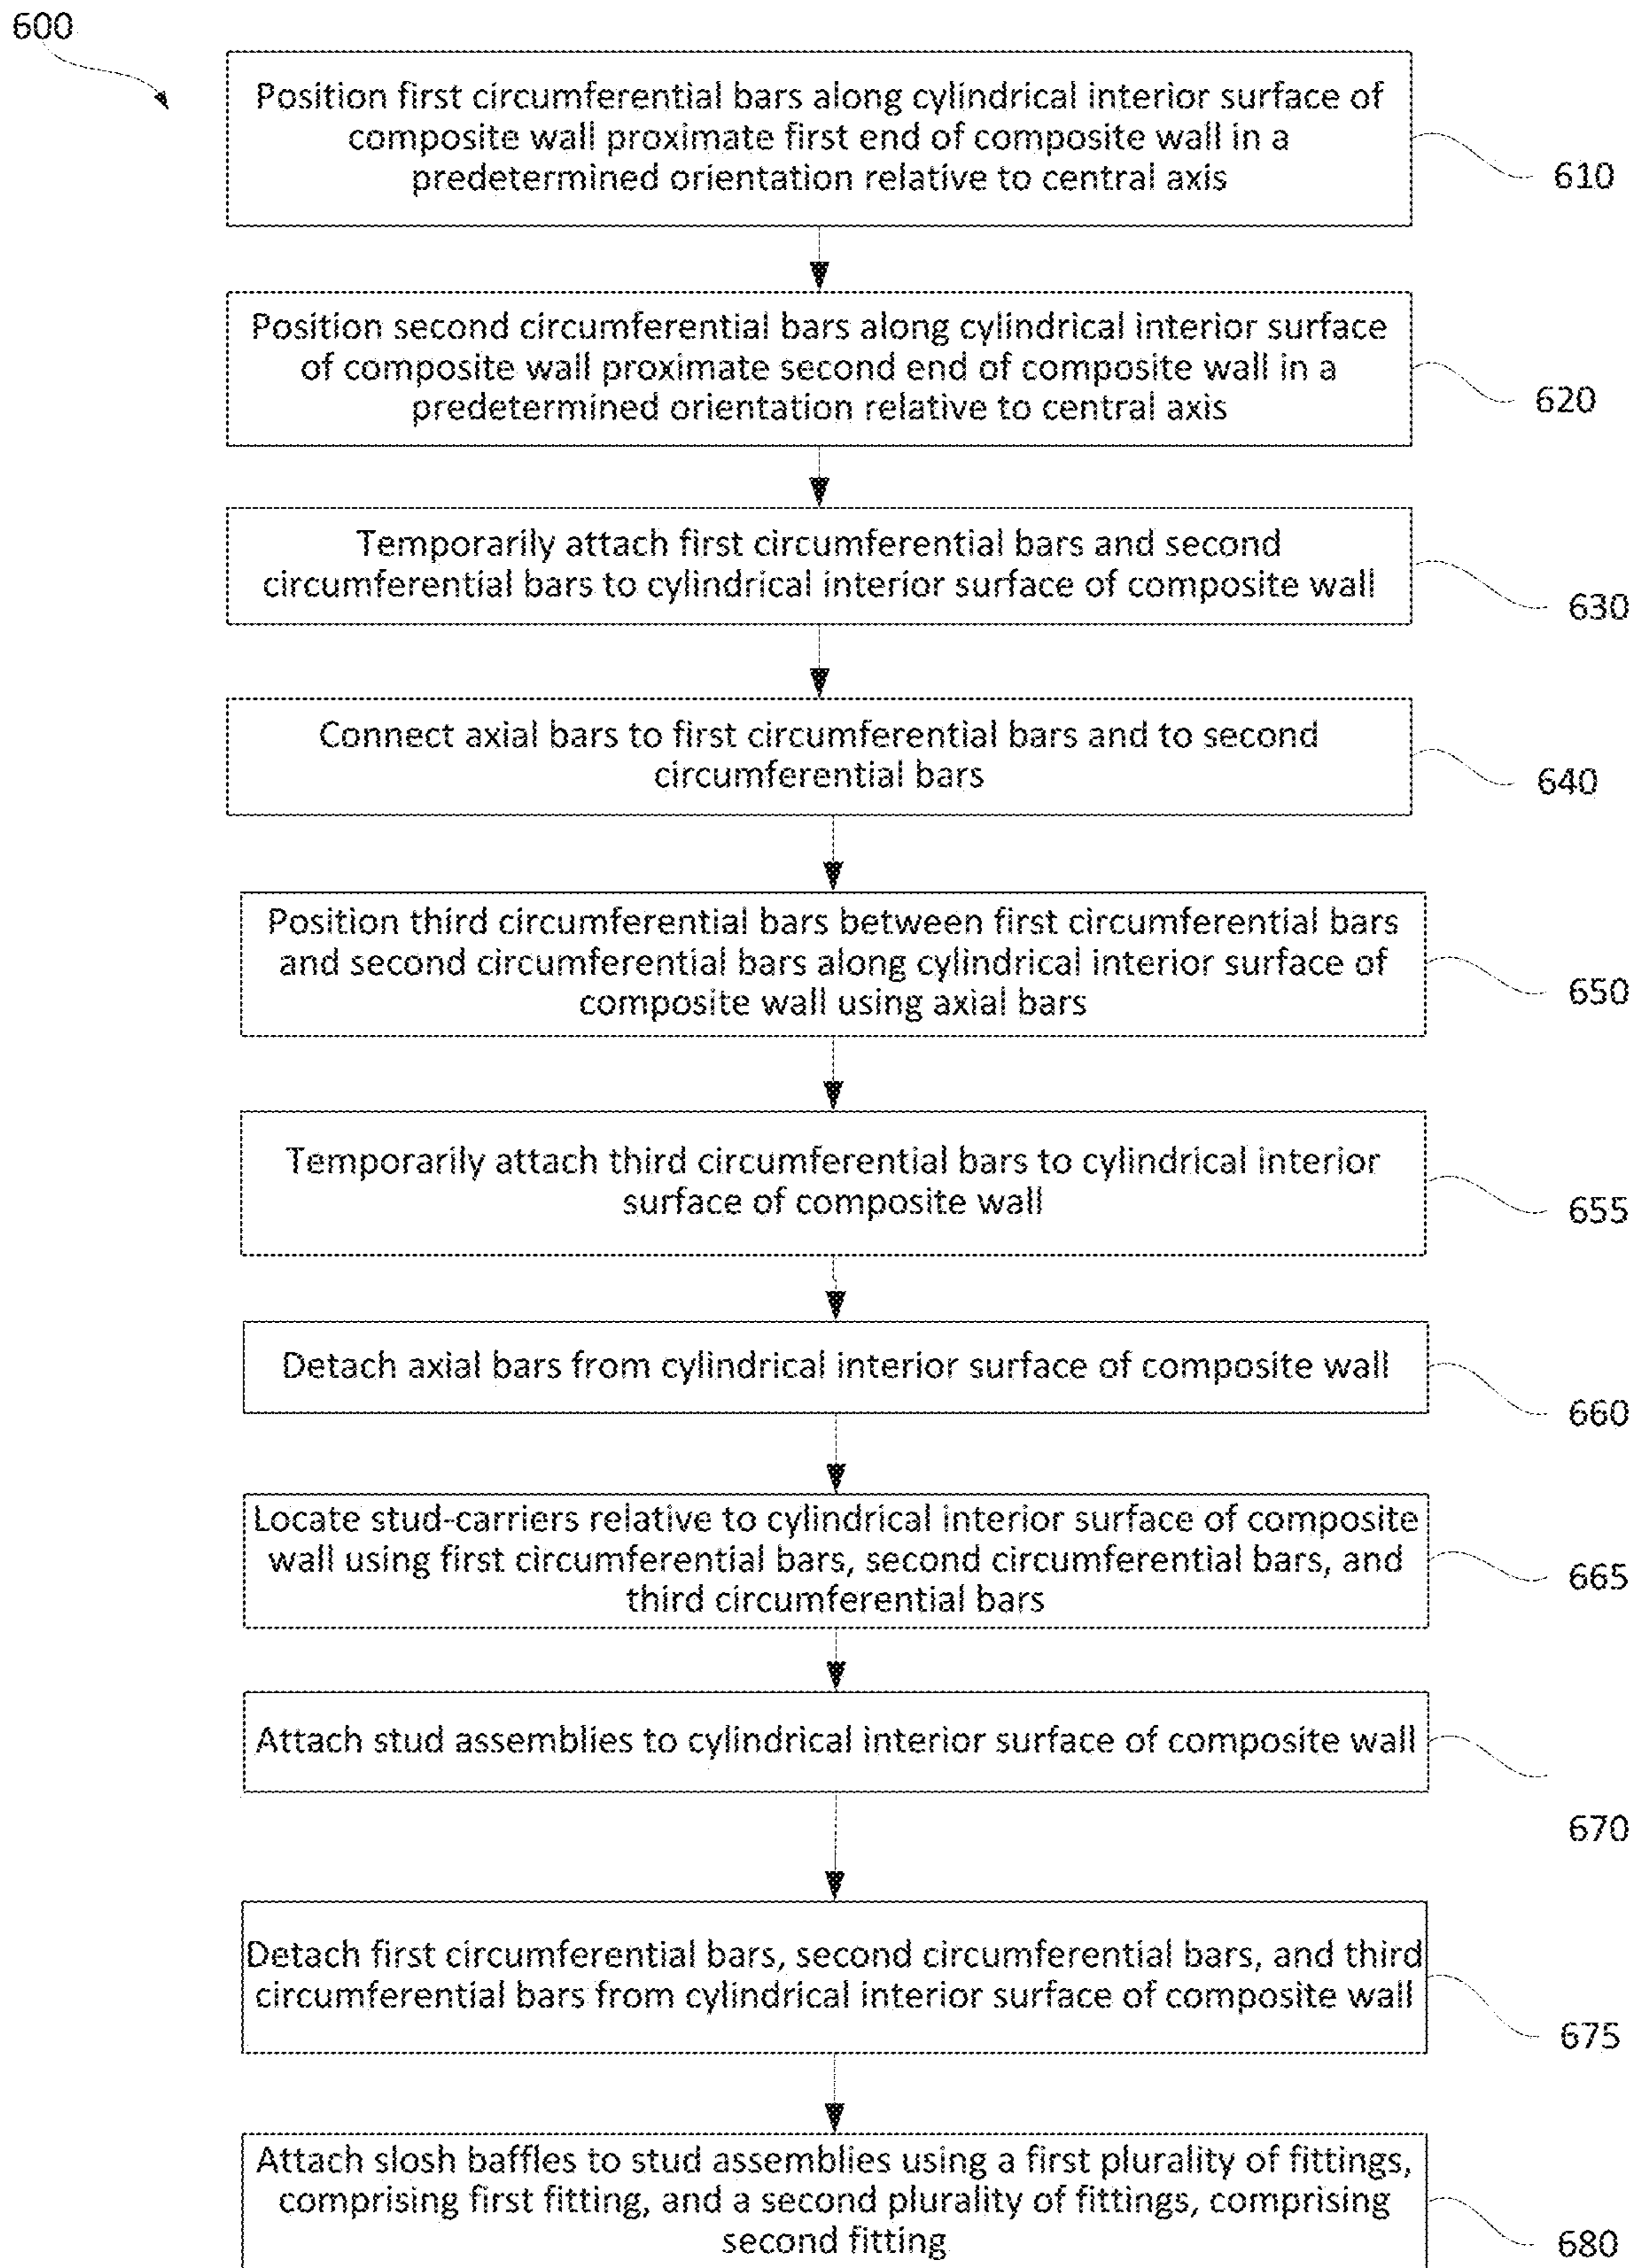 600
Position first circumferential bars along cylindrical interior surface of
composite wall proximate first end of composite wall in a
predetermined orientation relative to central axis
610
Position second circumferential bars along cylindrical interior surface
of composite wall proximate second end of composite wall in a
predetermined orientation relative to central axis
620
Temporarily attach first circumferential bars and second
circumferential bars to cylindrical interior surface of composite wall
630
Connect axial bars to first circumferential bars and to second
circumferential bars
640
Position third circumferential bars between first circumferential bars
and second circumferential bars along cylindrical interior surface of
composite wall using axial bars
650
Temporarily attach third circumferential bars to cylindrical interior
surface of composite wall
655
Detach axial bars from cylindrical interior surface of composite wall
660
Locate stud-carriers relative to cylindrical interior surface of composite
wall using first circumferential bars, second circumferential bars, and
third circumferential bars
665
Attach stud assemblies to cylindrical interior surface of composite wall
670
Detach first circumferential bars, second circumferential bars, and third
circumferential bars from cylindrical interior surface of composite wall
675
Attach slosh baffles to stud assemblies using a first plurality of fittings,
comprising first fitting, and a second plurality of fittings, comprising
second fitting
680